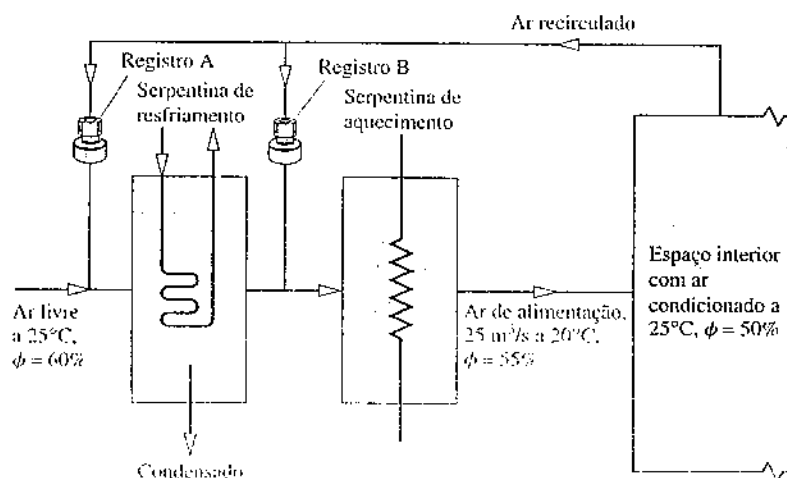 Ar recirculado
Registro A
Registro B
Serpentina de
resfriamento
Serpentina de
aquecimento
Ar livre
a 25°C,
ϕ = 60%
Ar de alimentação,
25 m³/s a 20°C,
ϕ = 55%
Espaço interior
com ar
condicionado a
25°C, ϕ = 50%
Condensado